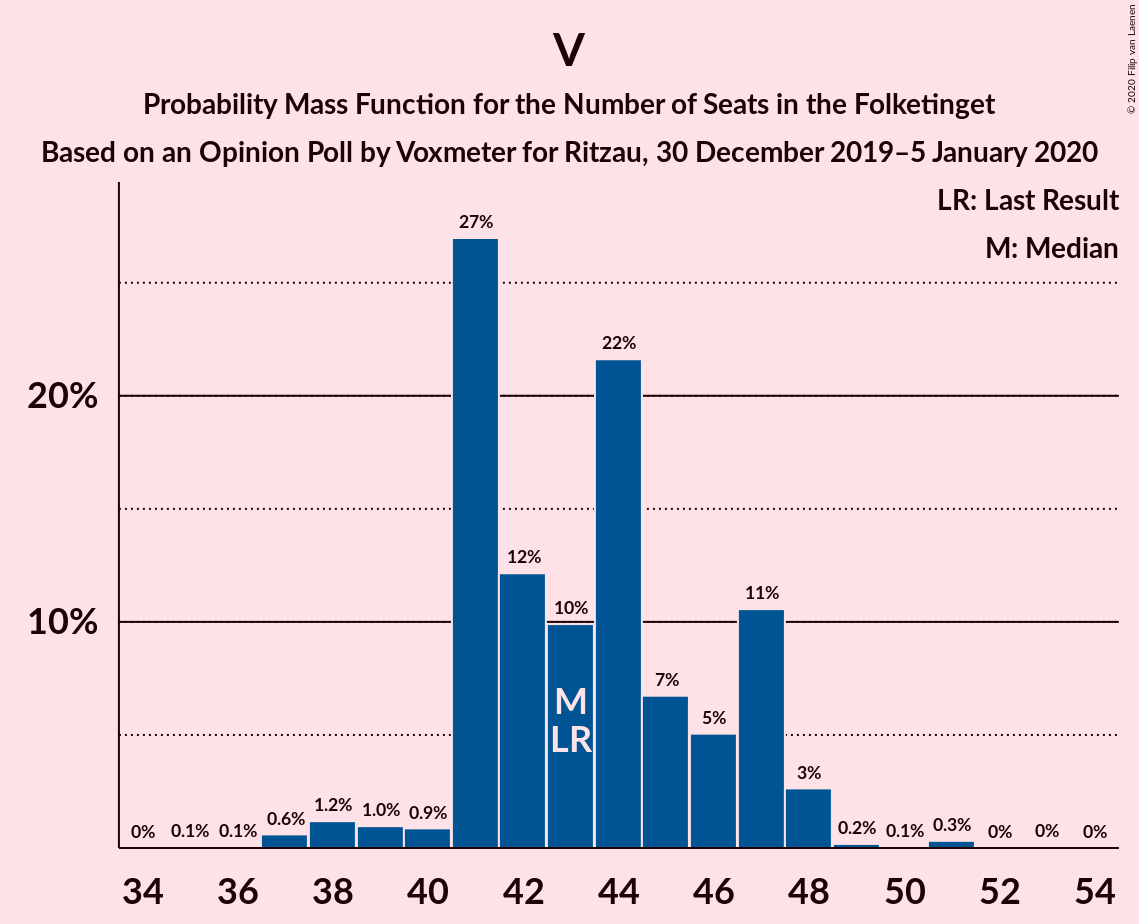 V
Probability Mass Function for the Number of Seats in the Folketinget
Based on an Opinion Poll by Voxmeter for Ritzau, 30 December 2019–5 January 2020
© 2020 Filip van Laenen
LR: Last Result
M: Median
20%
10%
0%
0.1%
0.1%
0.6%
1.2%
1.0%
0.9%
27%
12%
10%
22%
7%
5%
11%
3%
0.2%
0.1%
0.3%
0%
0%
0%
M
LR
34 36 38 40 42 44 46 48 50 52 54